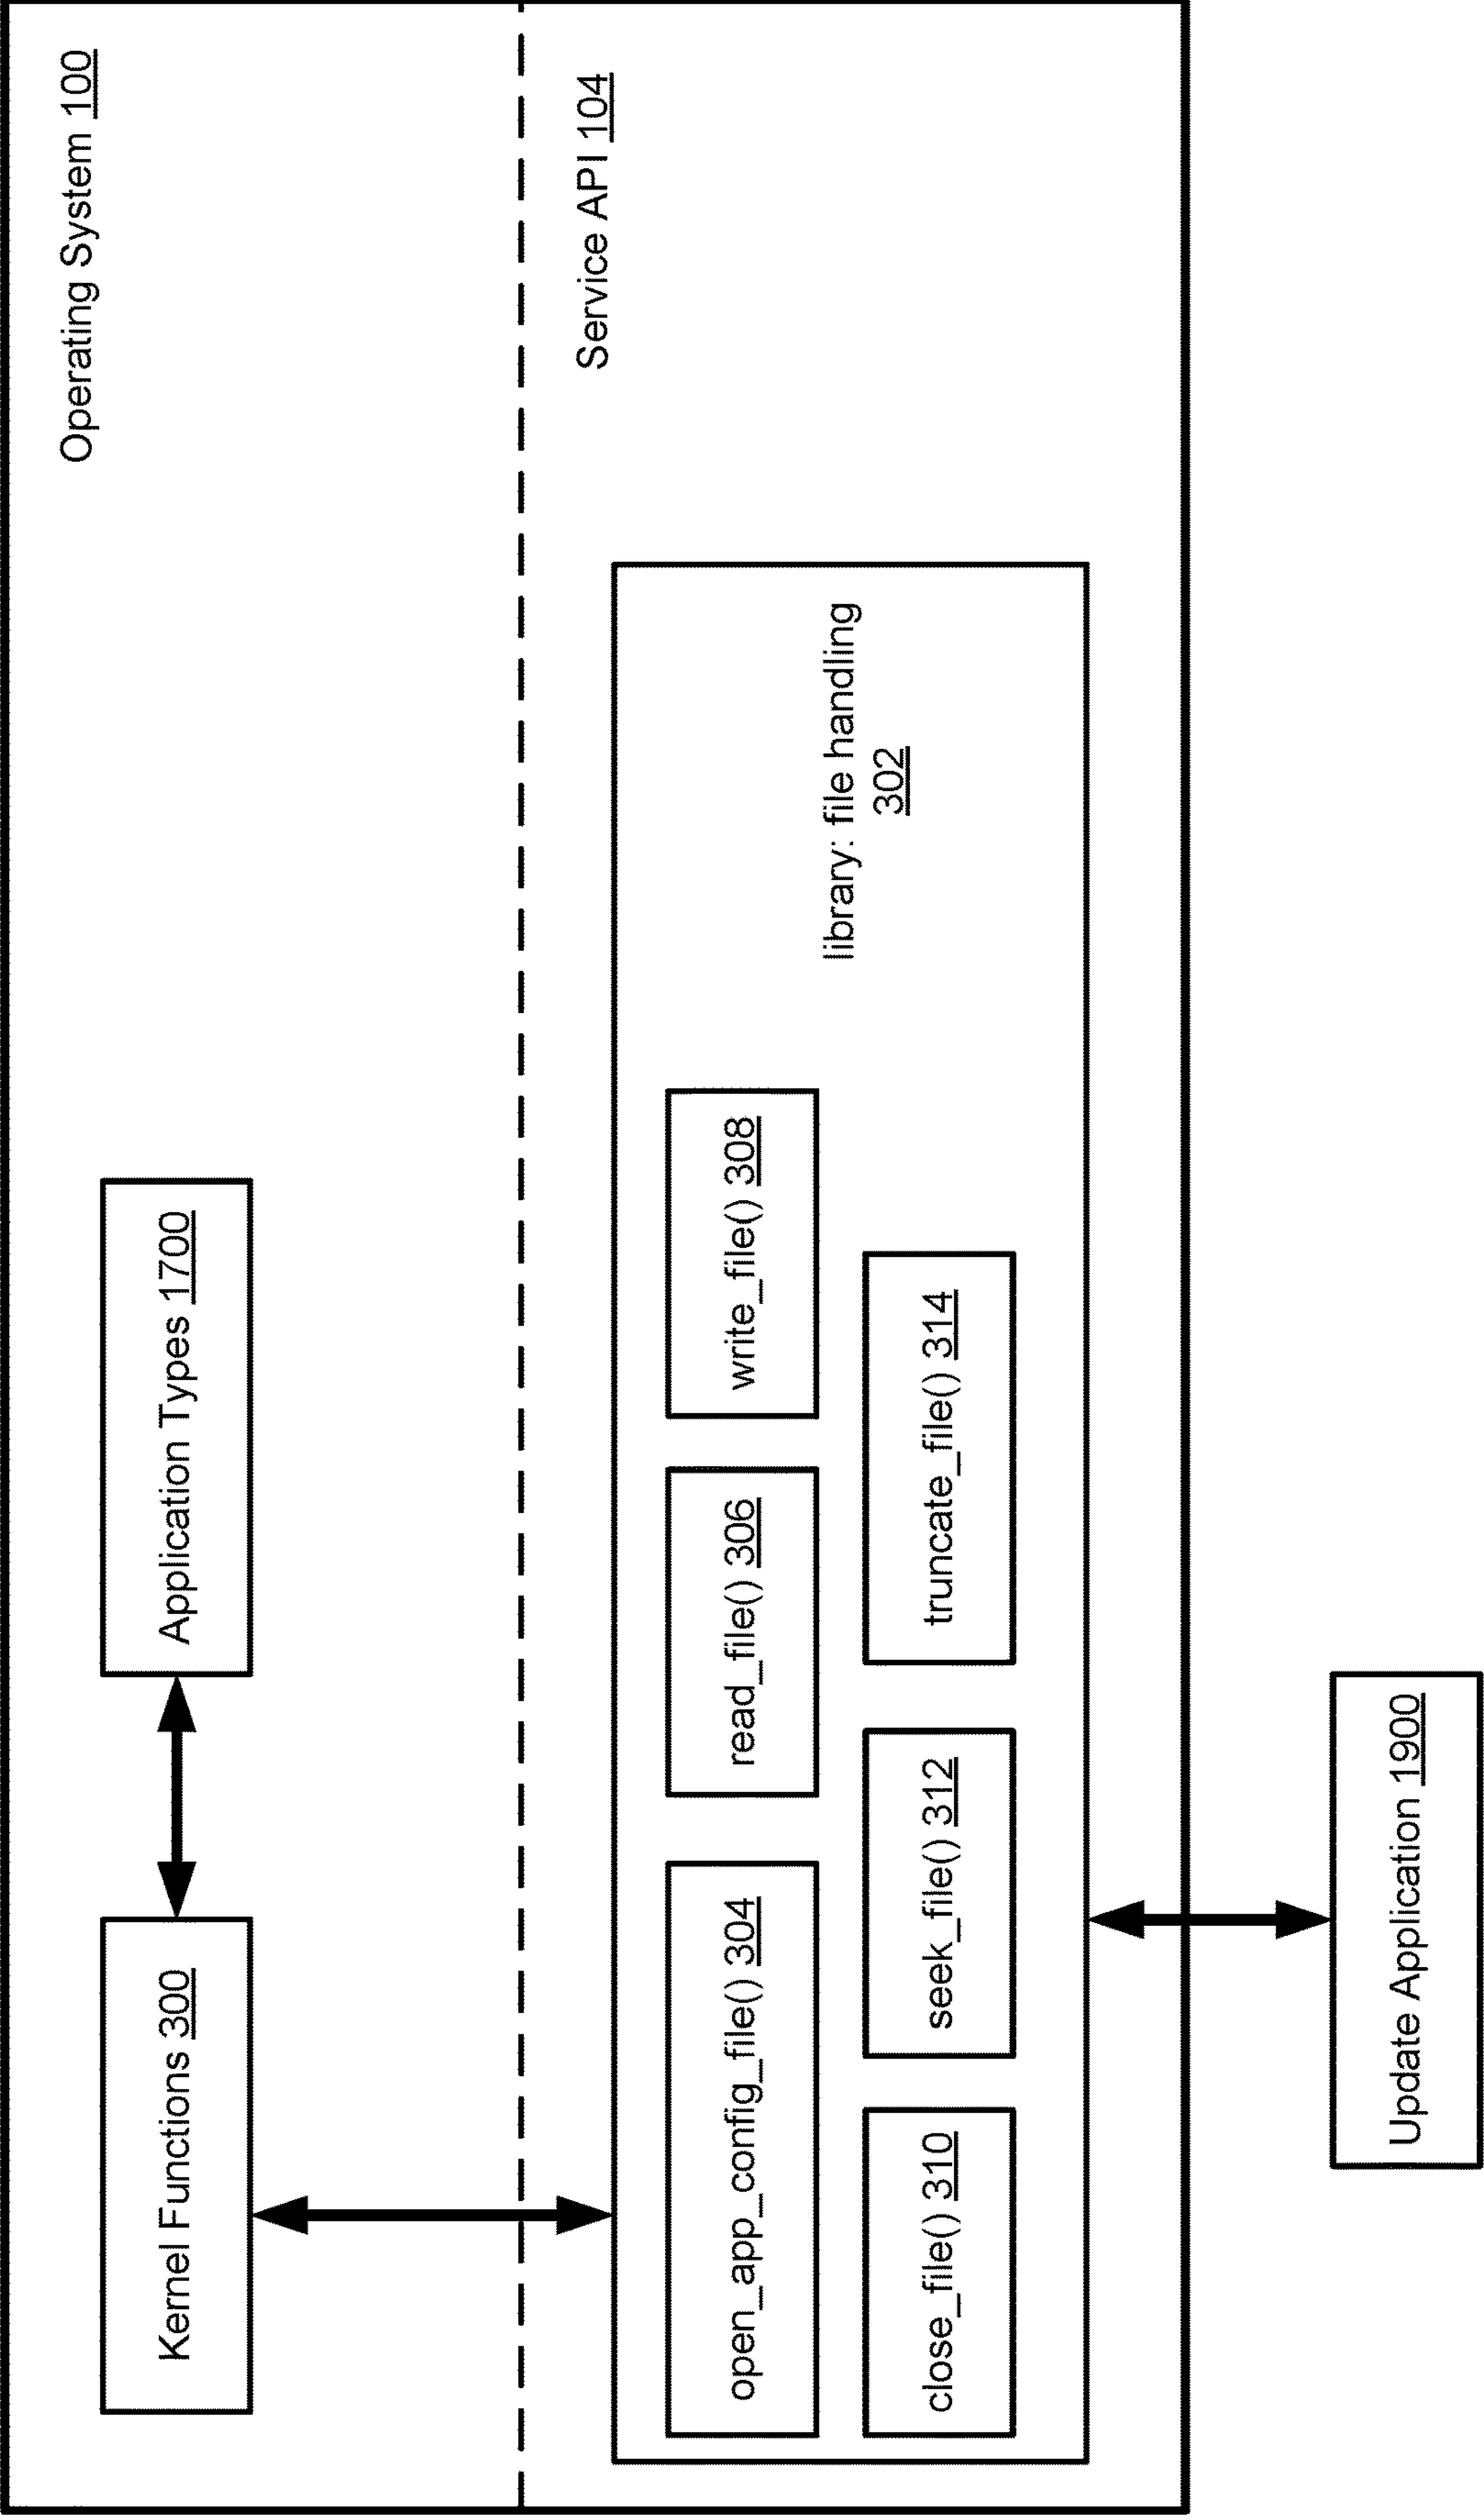 Operating System 100
Kernel Functions 300
Application Types 1700
Service API 104
open_app_config_file() 304
read_file() 306
write_file() 308
library: file handling
302
close_file() 310
seek_file() 312
truncate_file() 314
Update Application 1900